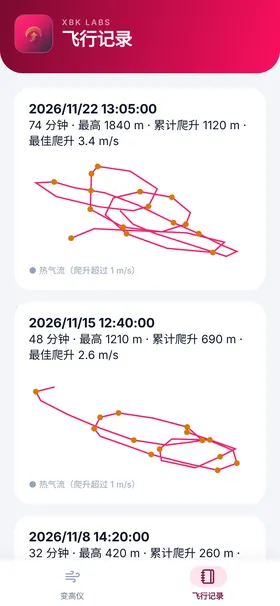 XBK LABS
飞行记录
2026/11/22 13:05:00
74 分钟 · 最高 1840 m · 累计爬升 1120 m ·
最佳爬升 3.4 m/s
热气流（爬升超过 1 m/s）
2026/11/15 12:40:00
48 分钟 · 最高 1210 m · 累计爬升 690 m ·
最佳爬升 2.6 m/s
热气流（爬升超过 1 m/s）
2026/11/8 14:20:00
32 分钟 · 最高 420 m · 累计爬升 260 m ·
变高仪
飞行记录